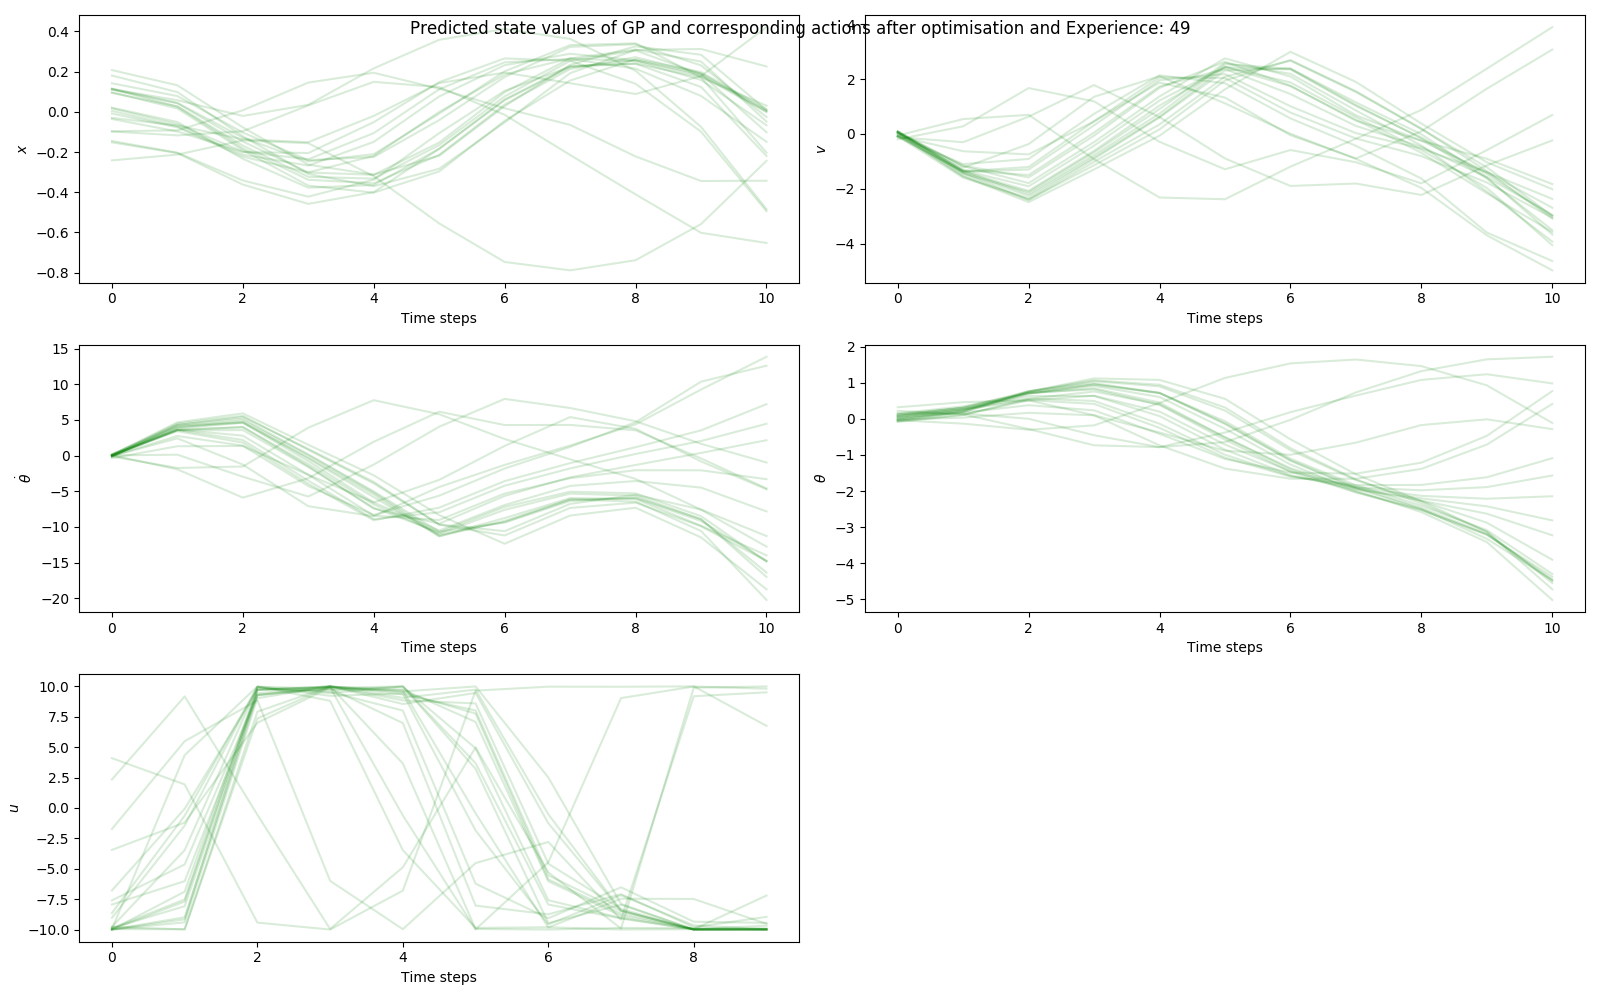 Predicted state values of GP and corresponding actions after optimisation and Experience: 49
0.4
0.2
0.0
−0.2
−0.4
−0.6
−0.8
x
0 2 4 6 8 10
Time steps
4
2
0
−2
−4
v
0 2 4 6 8 10
Time steps
15
10
5
0
−5
−10
−15
−20
θ̇
0 2 4 6 8 10
Time steps
2
1
0
−1
−2
−3
−4
−5
θ
0 2 4 6 8 10
Time steps
10.0
7.5
5.0
2.5
0.0
−2.5
−5.0
−7.5
−10.0
u
0 2 4 6 8
Time steps